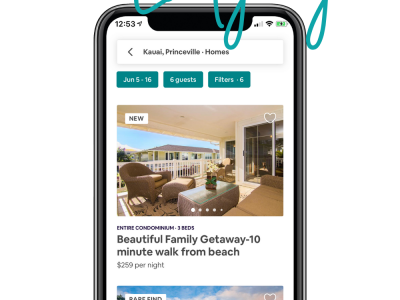 12:53
Kauai, Princeville · Homes
Jun 5 - 16
6 guests
Filters · 6
NEW
ENTIRE CONDOMINIUM · 3 BEDS
Beautiful Family Getaway-10
minute walk from beach
$259 per night
RARE FIND